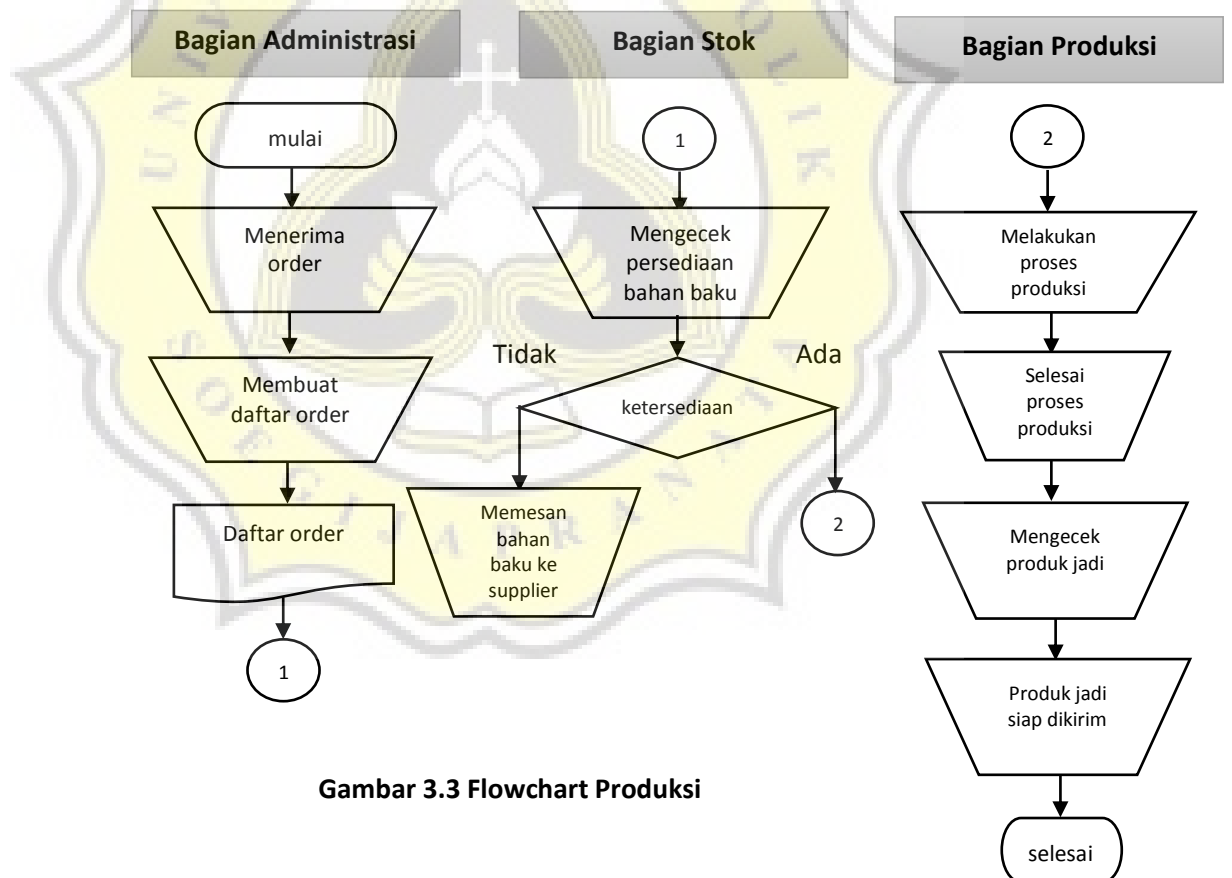 Bagian Administrasi
mulai
Menerima
order
Membuat
daftar order
Daftar order
1
Bagian Stok
1
Mengecek
persediaan
bahan baku
Tidak
Ada
ketersediaan
Memesan
bahan
baku ke
supplier
2
Bagian Produksi
2
Melakukan
proses
produksi
Selesai
proses
produksi
Mengecek
produk jadi
Produk jadi
siap dikirim
selesai
Gambar 3.3 Flowchart Produksi
SOEGIJAPRANATA